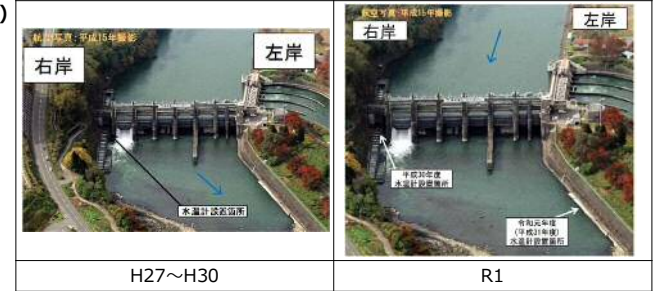 )
航空写真:平成15年撮影
右岸
左岸
水温計設置箇所
H27～H30
航空写真:平成15年撮影
右岸
左岸
平成30年度
水温計設置箇所
令和元年度
(平成31年度)
水温計設置箇所
R1